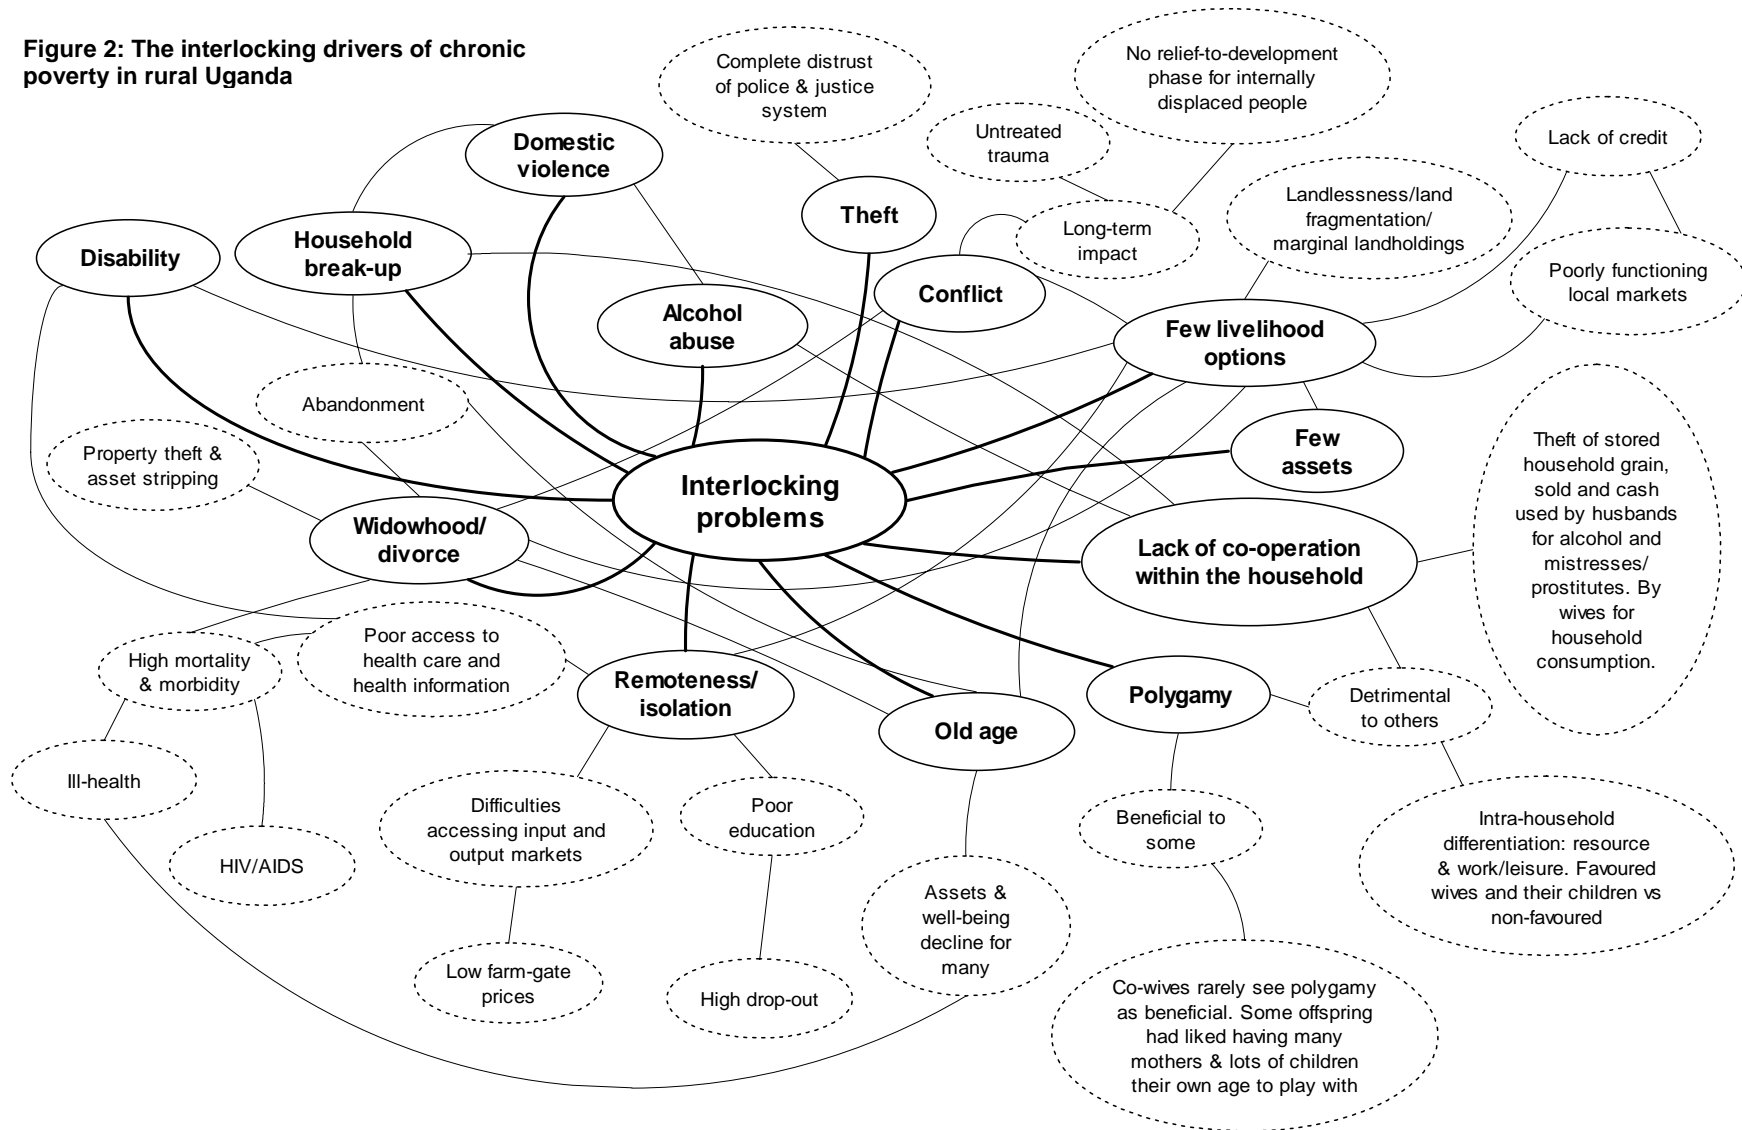 Figure 2: The interlocking drivers of chronic
poverty in rural Uganda
Complete distrust
of police & justice
system
No relief-to-development
phase for internally
displaced people
Untreated
trauma
Lack of credit
Domestic
violence
Theft
Landlessness/land
fragmentation/
marginal landholdings
Long-term
impact
Disability
Household
break-up
Conflict
Poorly functioning
local markets
Alcohol
abuse
Few livelihood
options
Abandonment
Few
assets
Property theft &
asset stripping
Interlocking
problems
Theft of stored
household grain,
sold and cash
used by husbands
for alcohol and
mistresses/
prostitutes. By
wives for
household
consumption.
Widowhood/
divorce
Lack of co-operation
within the household
High mortality
& morbidity
Poor access to
health care and
health information
Remoteness/
isolation
Polygamy
Detrimental
to others
Old age
Ill-health
Difficulties
accessing input and
output markets
Poor
education
Beneficial to
some
Intra-household
differentiation: resource
& work/leisure. Favoured
wives and their children vs
non-favoured
HIV/AIDS
Assets &
well-being
decline for
many
Low farm-gate
prices
High drop-out
Co-wives rarely see polygamy
as beneficial. Some offspring
had liked having many
mothers & lots of children
their own age to play with